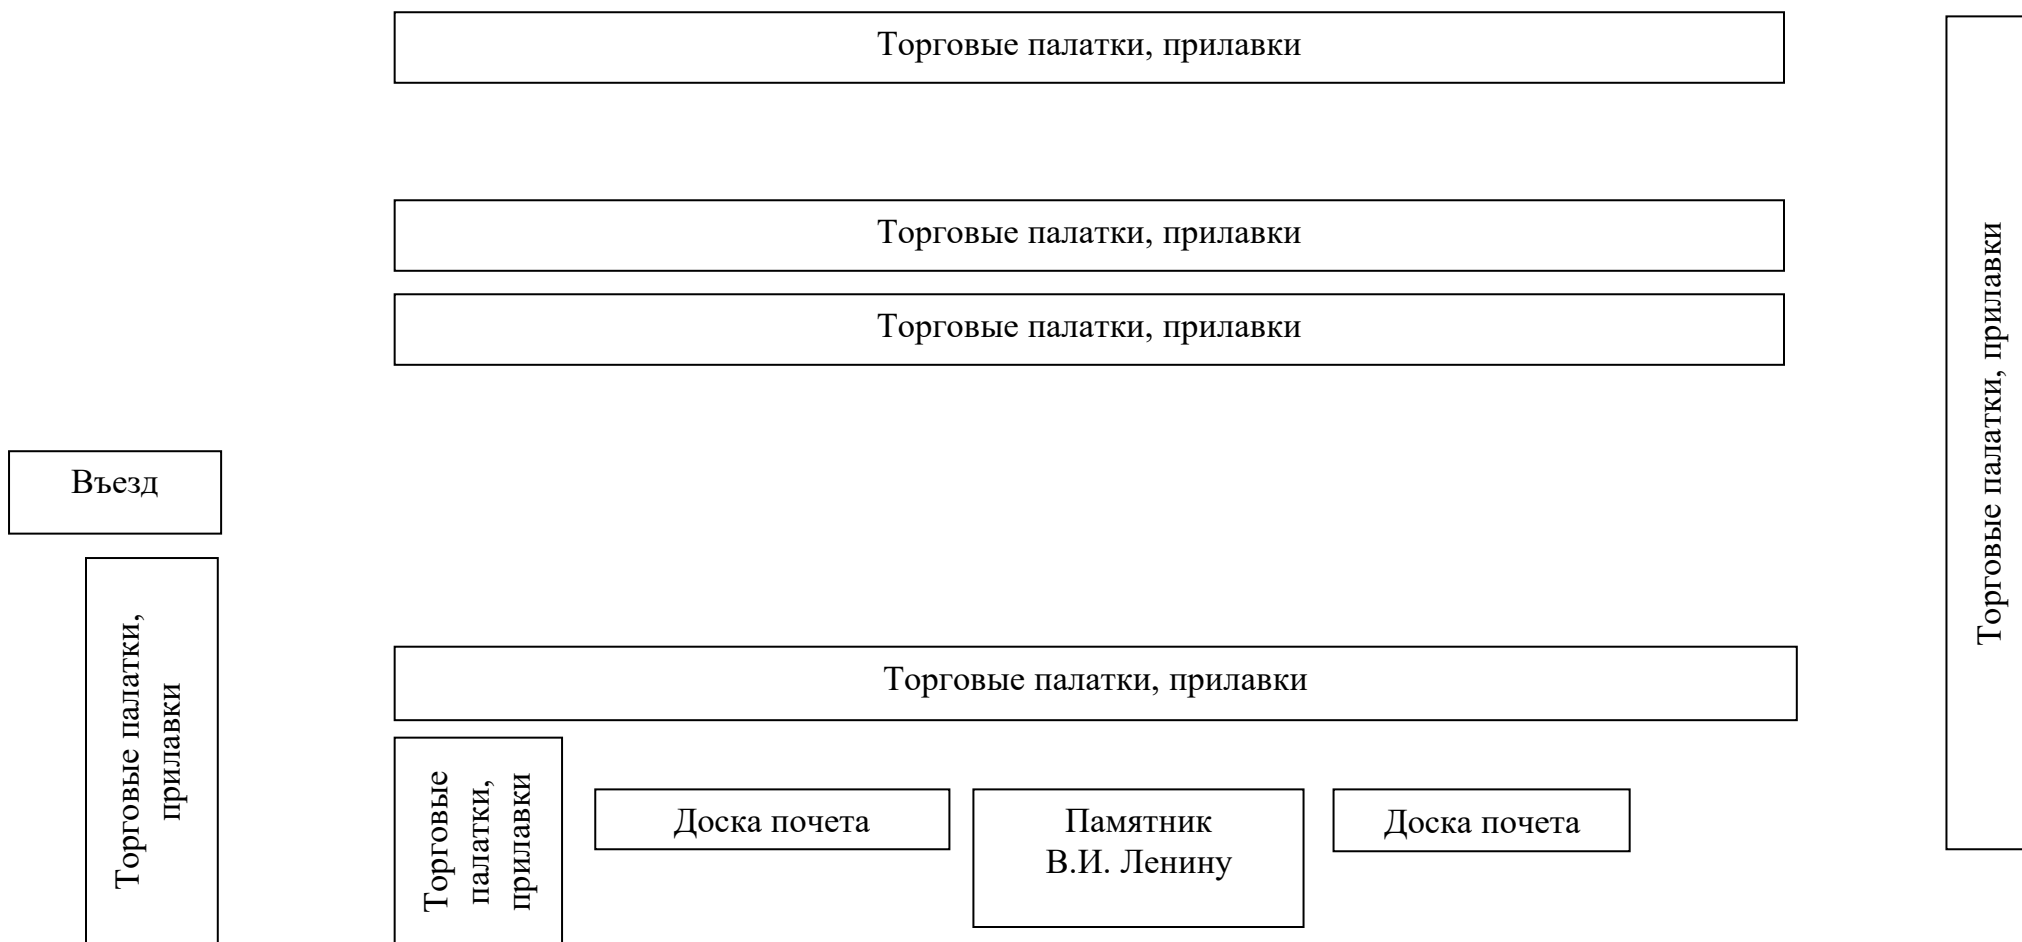 Торговые палатки, прилавки
Торговые палатки, прилавки
Торговые палатки, прилавки
Торговые палатки, прилавки
Въезд
Торговые палатки,
прилавки
Торговые палатки, прилавки
Торговые
палатки,
прилавки
Доска почета
Памятник
В.И. Ленину
Доска почета